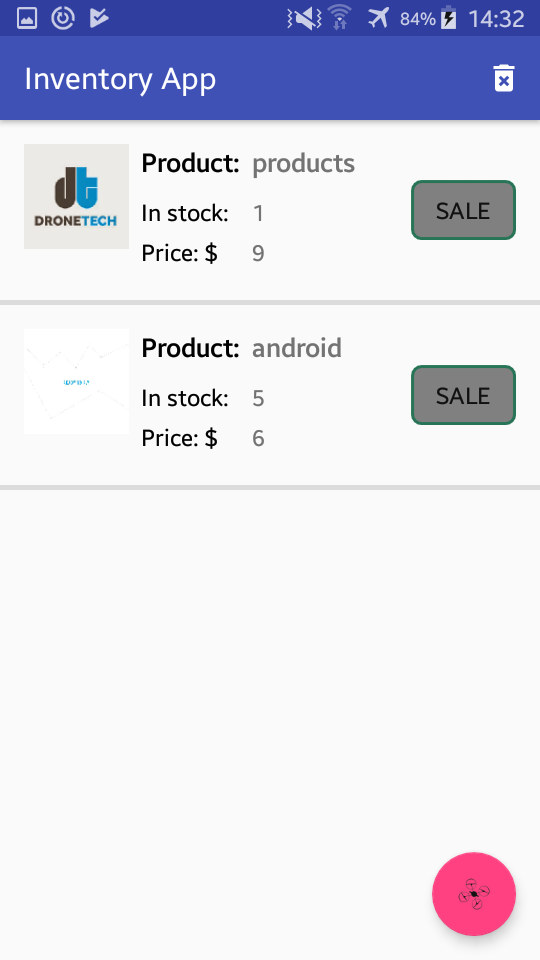 84% 14:32
Inventory App
Product: products
In stock: 1
Price: $ 9
SALE
DRONETECH
Product: android
In stock: 5
Price: $ 6
SALE